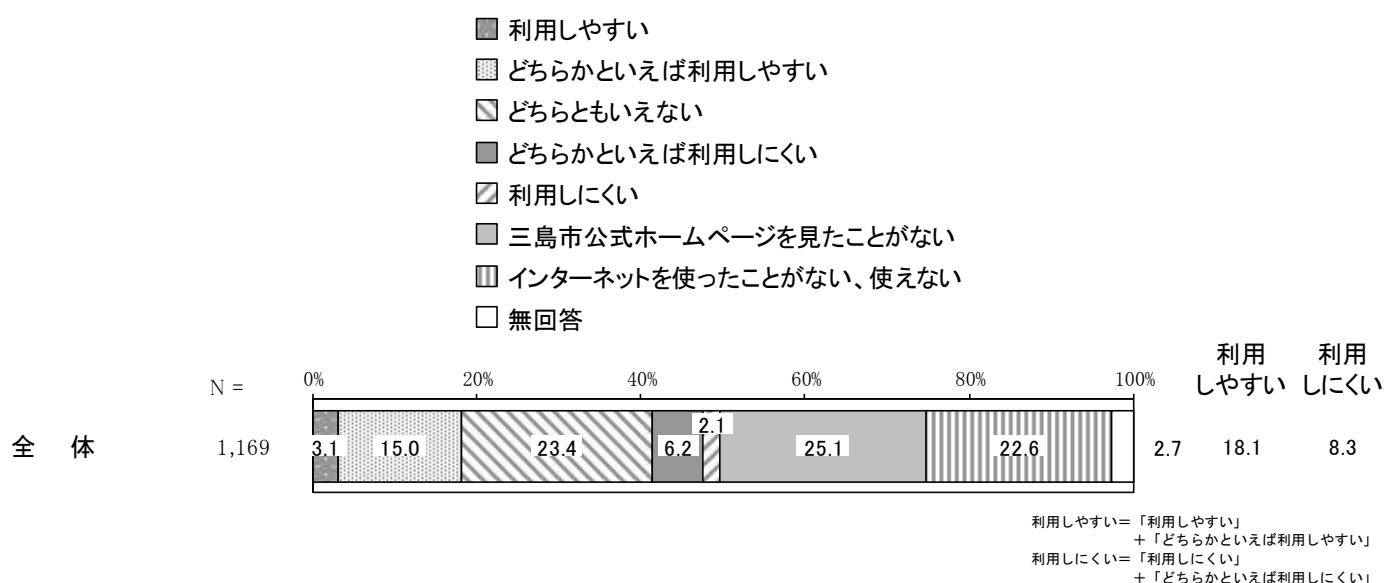 利用しやすい
どちらかといえば利用しやすい
どちらともいえない
どちらかといえば利用しにくい
利用しにくい
三島市公式ホームページを見たことがない
インターネットを使ったことがない、使えない
無回答
N = 0% 20% 40% 60% 80% 100% 利用しやすい 利用しにくい
全 体 1,169 3.1 15.0 23.4 6.2 2.1 25.1 22.6 2.7 18.1 8.3
利用しやすい＝「利用しやすい」
＋「どちらかといえば利用しやすい」
利用しにくい＝「利用しにくい」
＋「どちらかといえば利用しにくい」